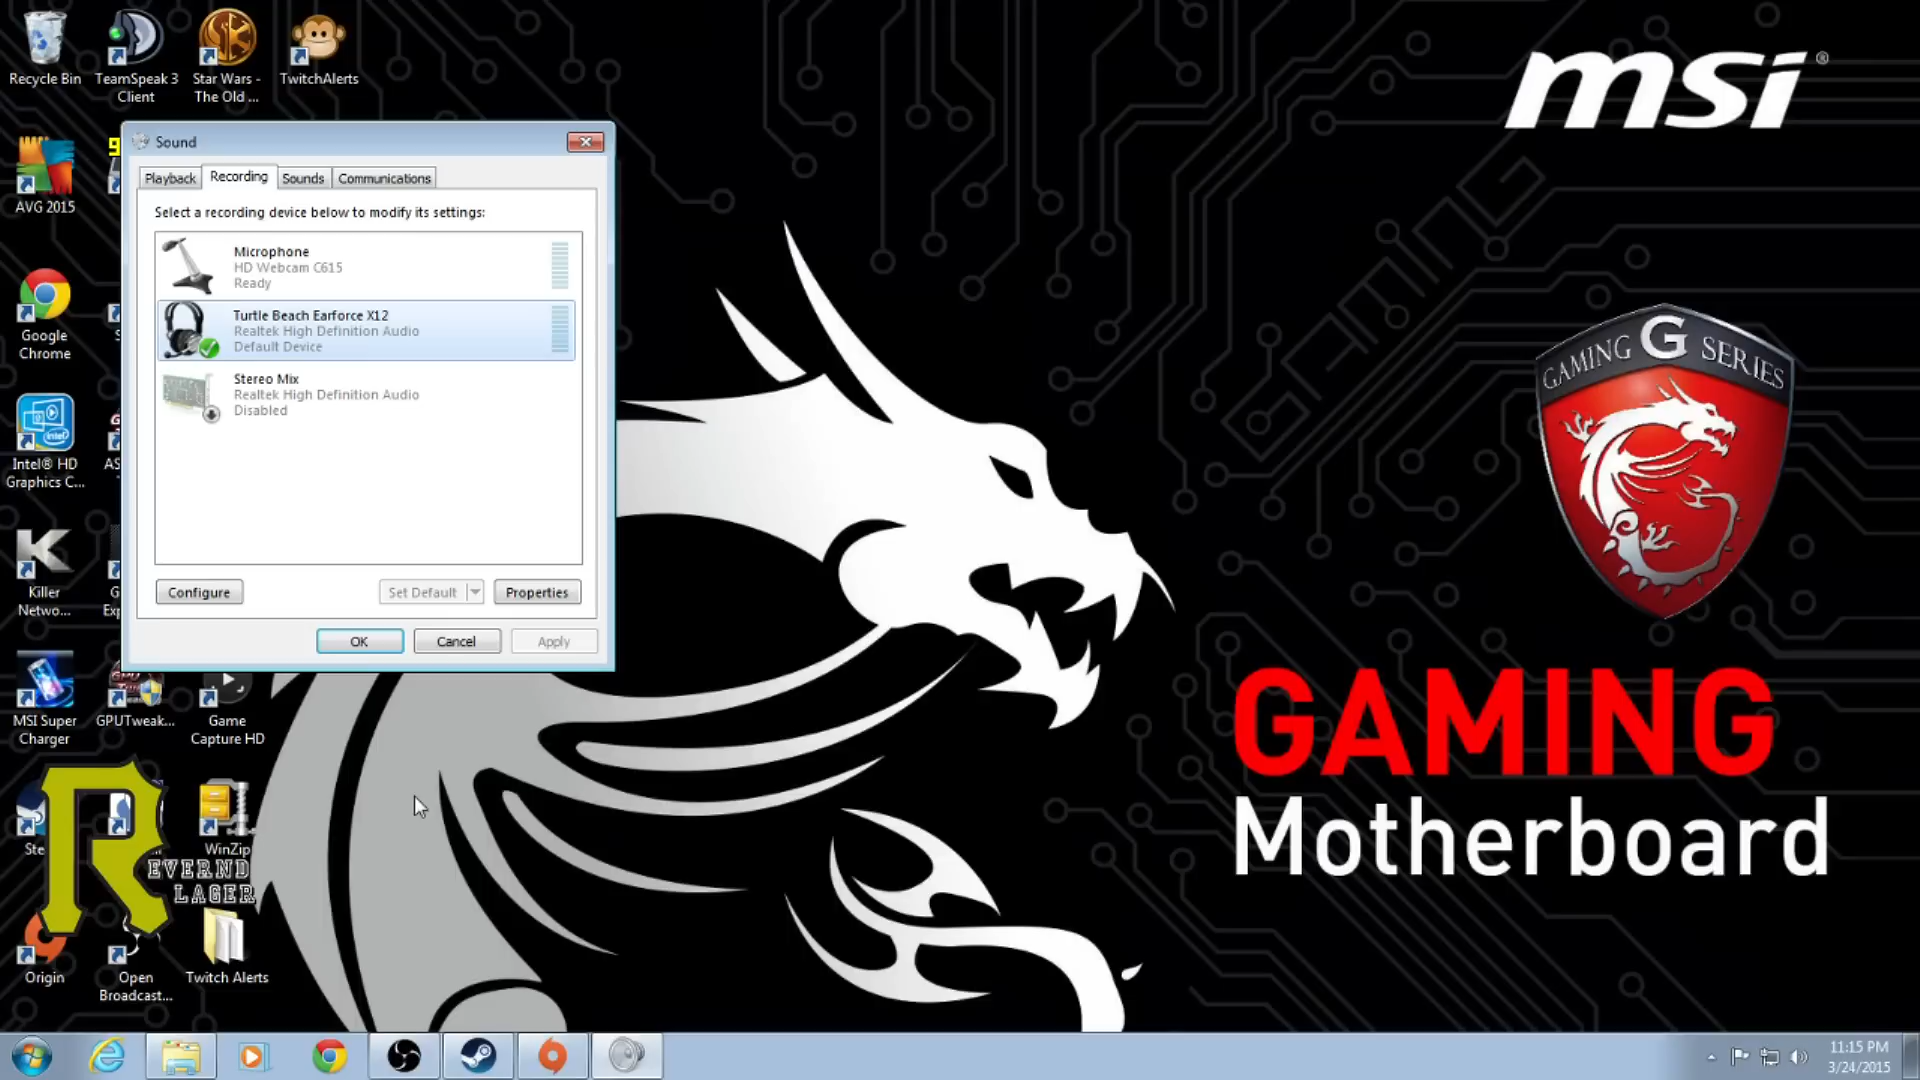 Recycle Bin
TeamSpeak 3
Client
Star Wars -
The Old ...
TwitchAlerts
msi®
Sound
AVG 2015
Playback
Recording
Sounds
Communications
Select a recording device below to modify its settings:
Microphone
HD Webcam C615
Ready
Turtle Beach Earforce X12
Realtek High Definition Audio
Default Device
Stereo Mix
Realtek High Definition Audio
Disabled
Configure
Set Default
Properties
OK
Cancel
Apply
Google
Chrome
Intel® HD
Graphics C...
Killer
Netwo...
MSI Super
Charger
GPUTweak...
Game
Capture HD
WinZip
REVERND
LAGER
Origin
Open
Broadcast...
Twitch Alerts
GAMING
GAMING G SERIES
GAMING
Motherboard
11:15 PM
3/24/2015